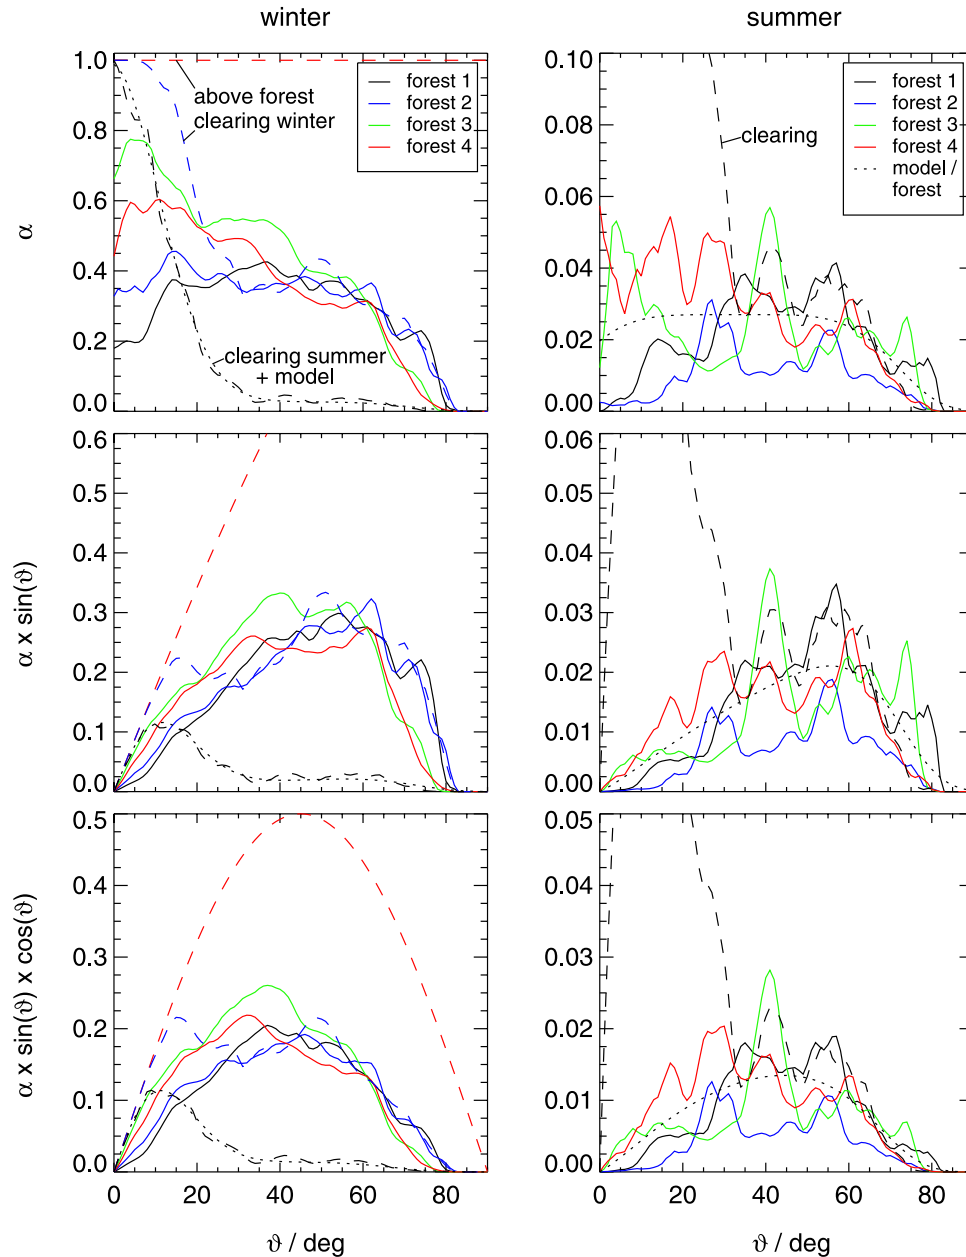 winter
summer
α
1.0
0.8
0.6
0.4
0.2
0.0
above forest
clearing winter
clearing summer
+ model
forest 1
forest 2
forest 3
forest 4
α
0.10
0.08
0.06
0.04
0.02
0.00
clearing
forest 1
forest 2
forest 3
forest 4
model /
forest
α x sin(ϑ)
0.6
0.5
0.4
0.3
0.2
0.1
0.0
0.06
0.05
0.04
0.03
0.02
0.01
0.00
α x sin(ϑ) x cos(ϑ)
0.5
0.4
0.3
0.2
0.1
0.0
0 20 40 60 80
ϑ / deg
0.05
0.04
0.03
0.02
0.01
0.00
0 20 40 60 80
ϑ / deg